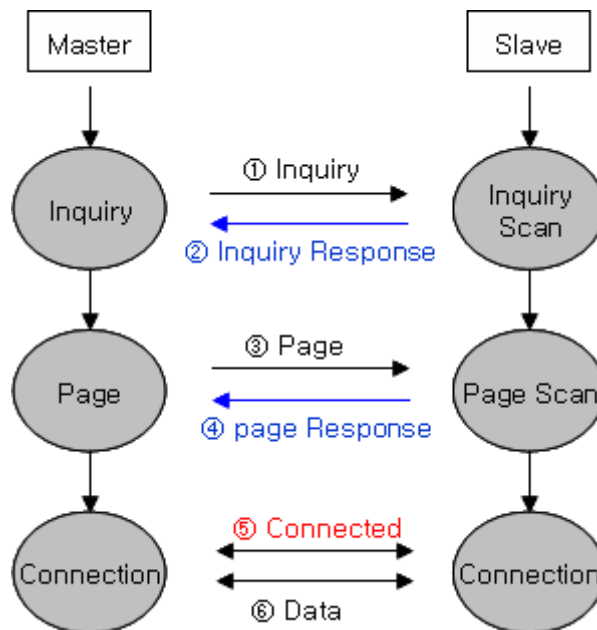 Master
Slave
① Inquiry
Inquiry
Inquiry
Scan
② Inquiry Response
③ Page
Page
Page Scan
④ page Response
⑤ Connected
Connection
Connection
⑥ Data